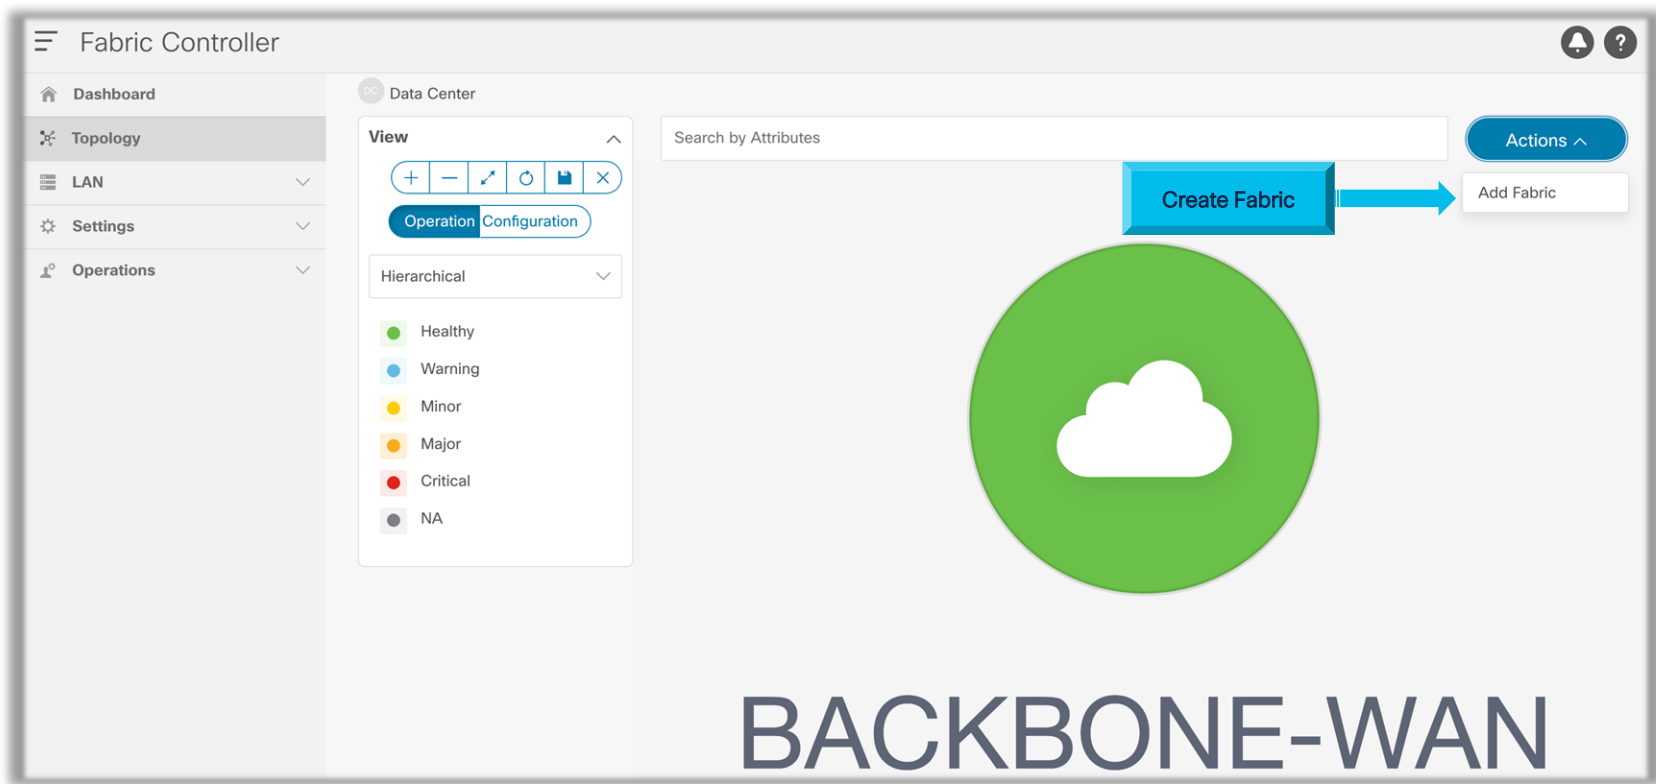 Fabric Controller
?
Dashboard
Topology
LAN
Settings
Operations
DC Data Center
View
Operation Configuration
Hierarchical
Healthy
Warning
Minor
Major
Critical
NA
Search by Attributes
Actions
Create Fabric
Add Fabric
BACKBONE-WAN